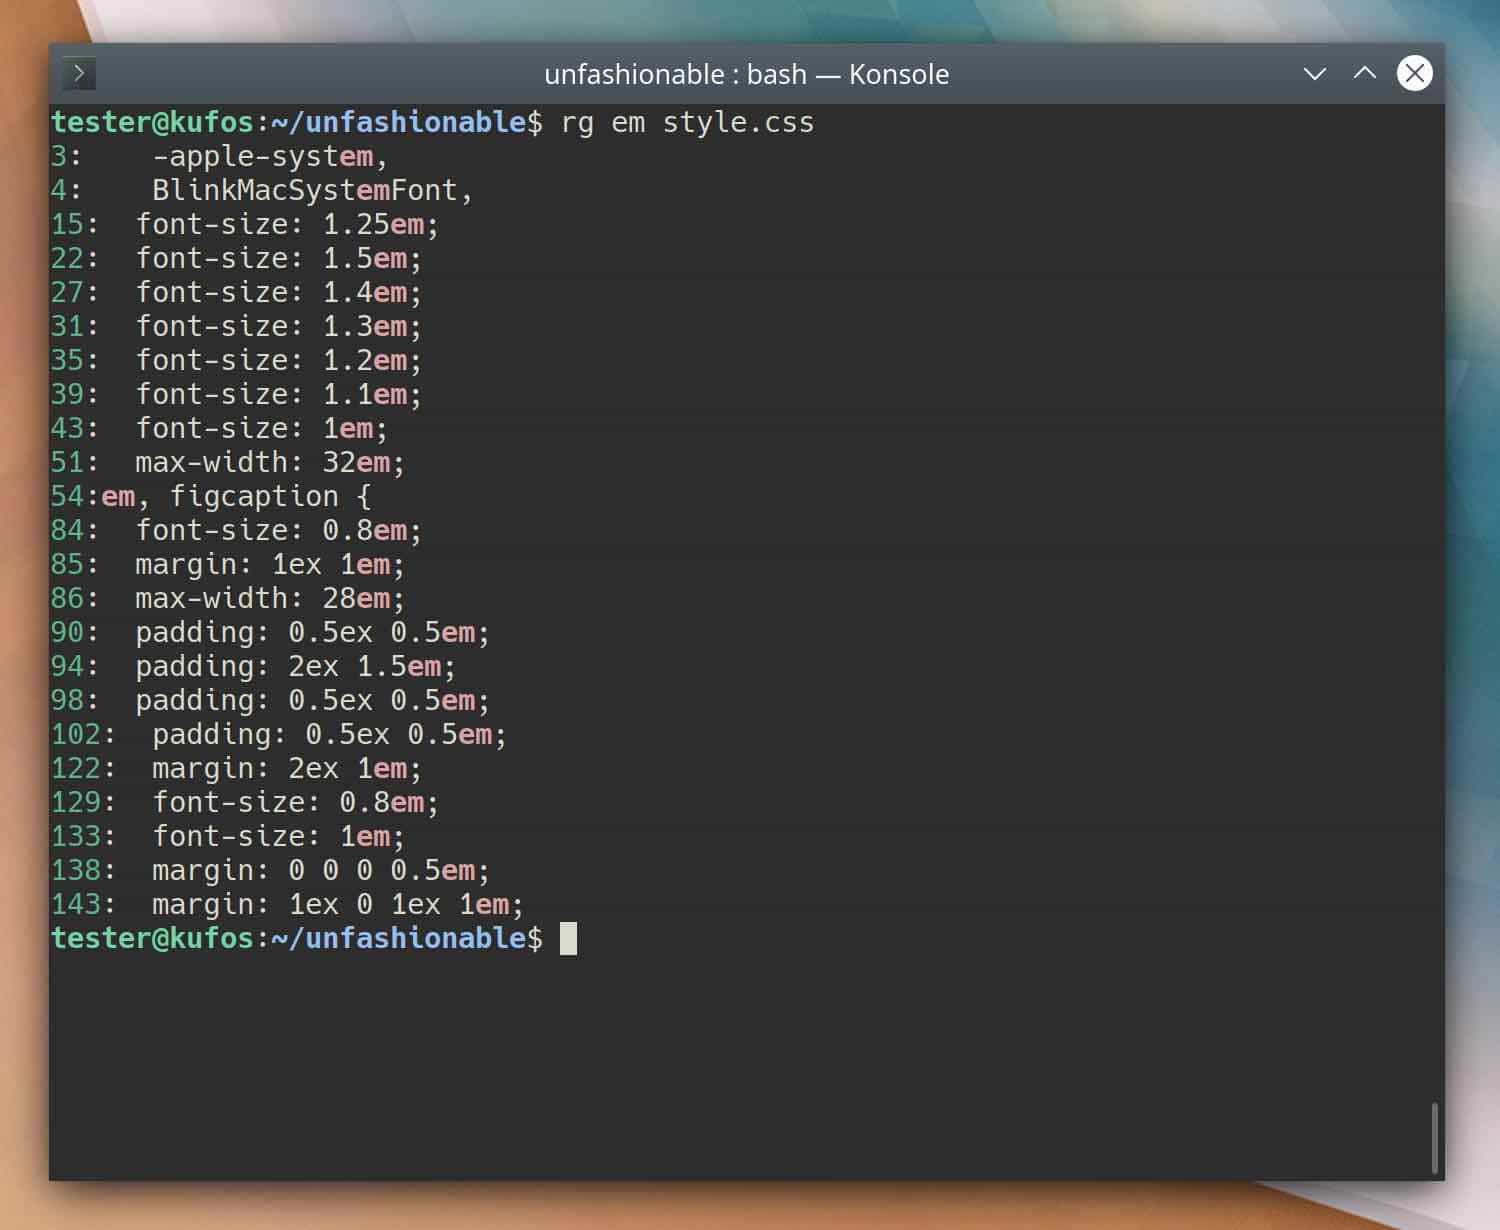 unfashionable : bash — Konsole
tester@kufos:~/unfashionable$ rg em style.css
3:    -apple-system,
4:    BlinkMacSystemFont,
15:  font-size: 1.25em;
22:  font-size: 1.5em;
27:  font-size: 1.4em;
31:  font-size: 1.3em;
35:  font-size: 1.2em;
39:  font-size: 1.1em;
43:  font-size: 1em;
51:  max-width: 32em;
54:em, figcaption {
84:  font-size: 0.8em;
85:  margin: 1ex 1em;
86:  max-width: 28em;
90:  padding: 0.5ex 0.5em;
94:  padding: 2ex 1.5em;
98:  padding: 0.5ex 0.5em;
102:  padding: 0.5ex 0.5em;
122:  margin: 2ex 1em;
129:  font-size: 0.8em;
133:  font-size: 1em;
138:  margin: 0 0 0 0.5em;
143:  margin: 1ex 0 1ex 1em;
tester@kufos:~/unfashionable$